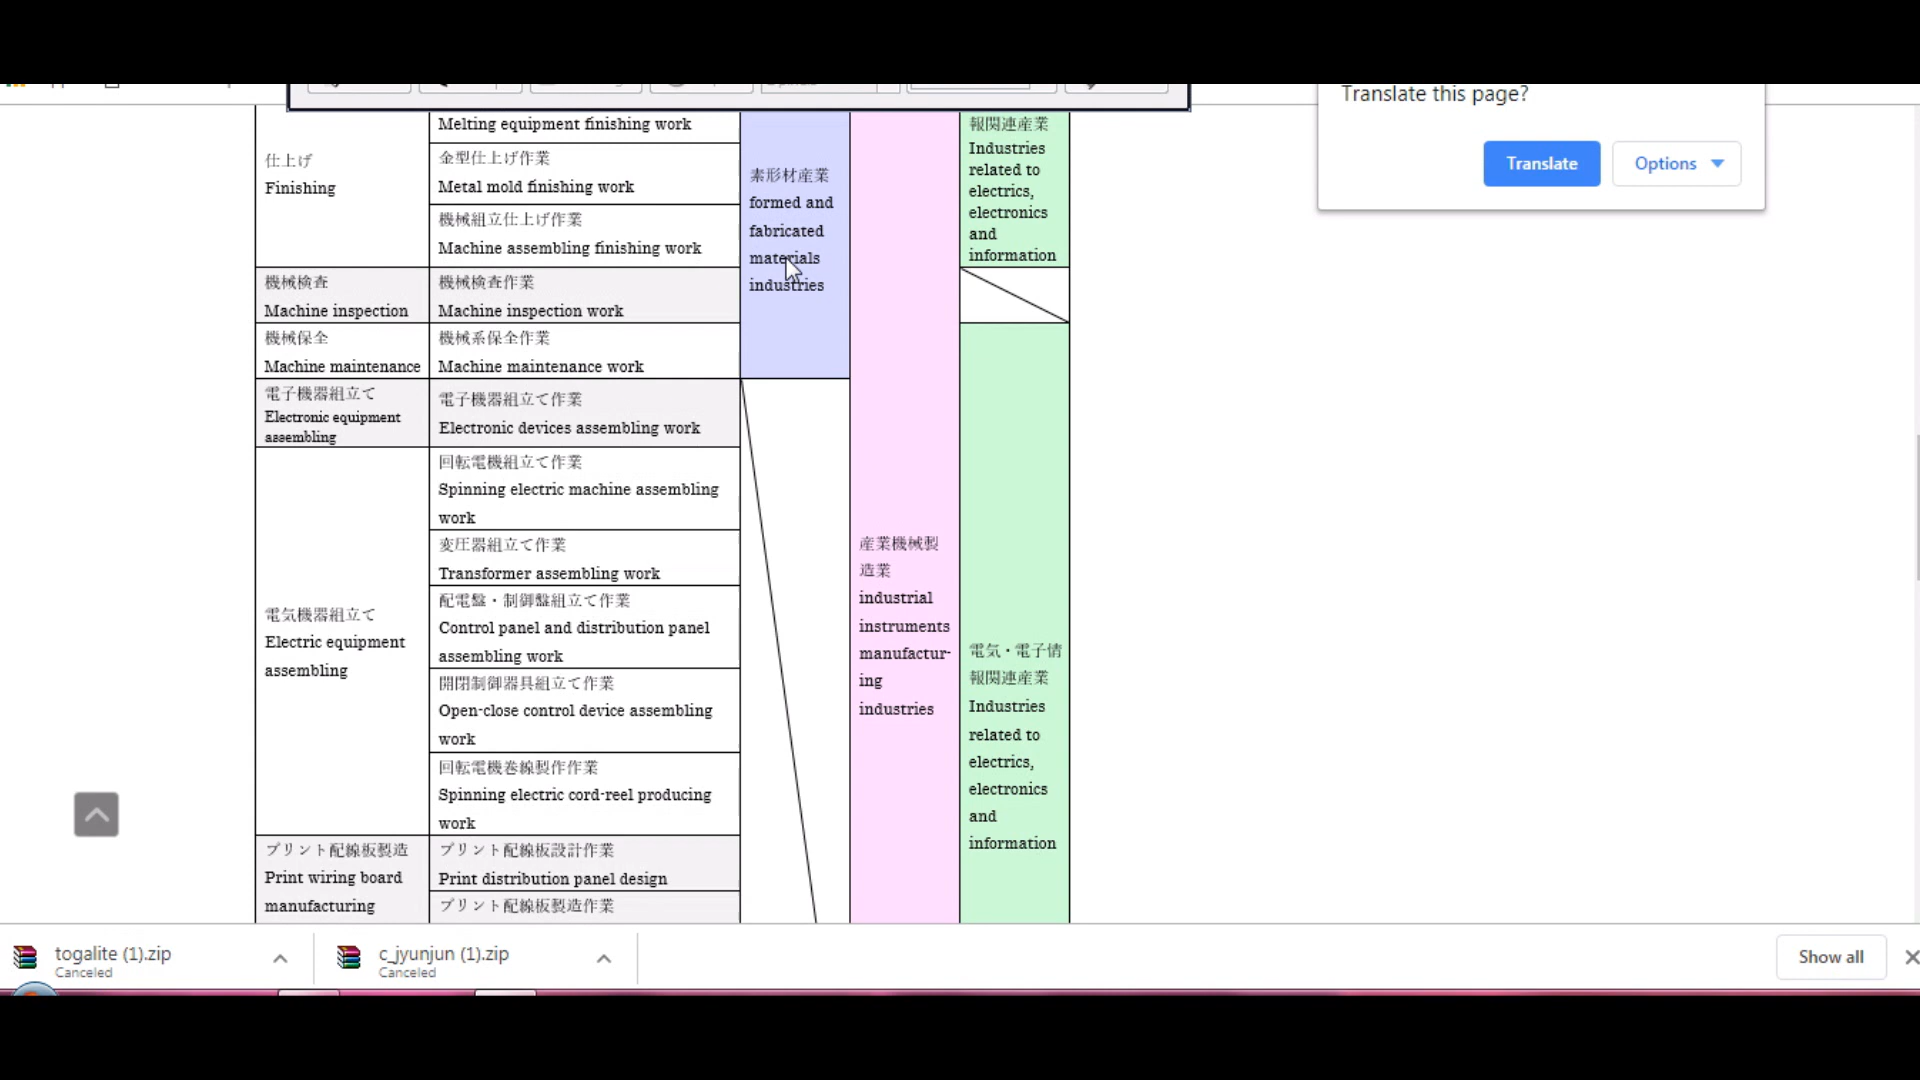 Translate this page?
Translate
Options
仕上げ
Finishing
Melting equipment finishing work
金型仕上げ作業
Metal mold finishing work
機械組立仕上げ作業
Machine assembling finishing work
素形材産業
formed and
fabricated
materials
industries
報関連産業
Industries
related to
electrics,
electronics
and
information
機械検査
Machine inspection
機械検査作業
Machine inspection work
機械保全
Machine maintenance
機械系保全作業
Machine maintenance work
電子機器組立て
Electronic equipment
assembling
電子機器組立て作業
Electronic devices assembling work
電気機器組立て
Electric equipment
assembling
回転電機組立て作業
Spinning electric machine assembling
work
変圧器組立て作業
Transformer assembling work
配電盤・制御盤組立て作業
Control panel and distribution panel
assembling work
開閉制御器具組立て作業
Open-close control device assembling
work
回転電機巻線製作作業
Spinning electric cord-reel producing
work
産業機械製
造業
industrial
instruments
manufactur-
ing
industries
電気・電子情
報関連産業
Industries
related to
electrics,
electronics
and
information
プリント配線板製造
Print wiring board
manufacturing
プリント配線板設計作業
Print distribution panel design
プリント配線板製造作業
togalite (1).zip
Canceled
c_jyunjun (1).zip
Canceled
Show all